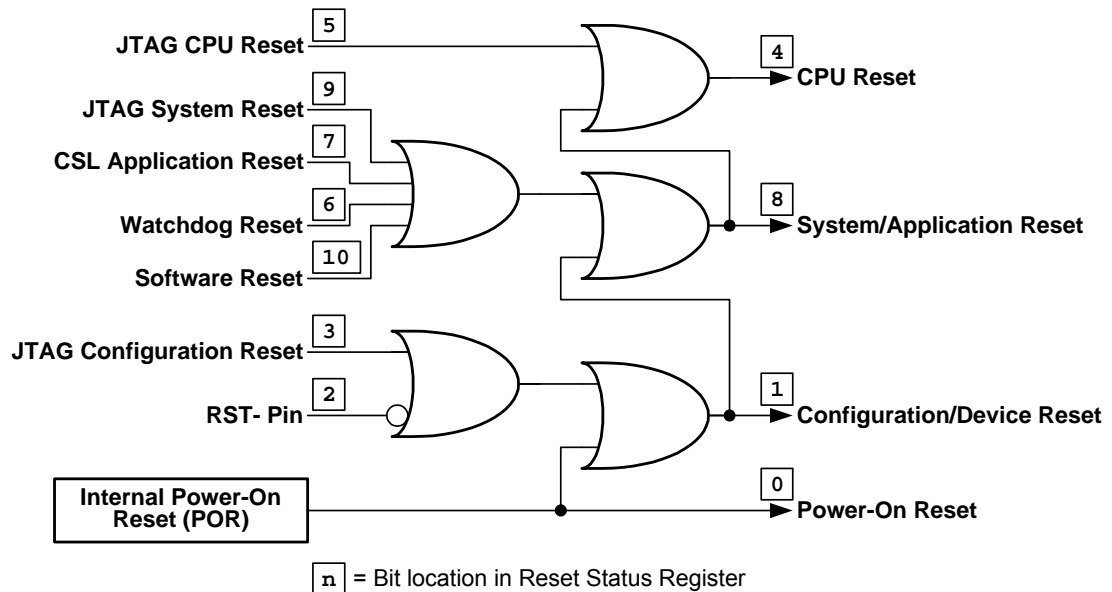 5
JTAG CPU Reset
4
CPU Reset
9
JTAG System Reset
7
CSL Application Reset
6
Watchdog Reset
8
System/Application Reset
10
Software Reset
3
JTAG Configuration Reset
2
RST- Pin
1
Configuration/Device Reset
Internal Power-On
Reset (POR)
0
Power-On Reset
n = Bit location in Reset Status Register